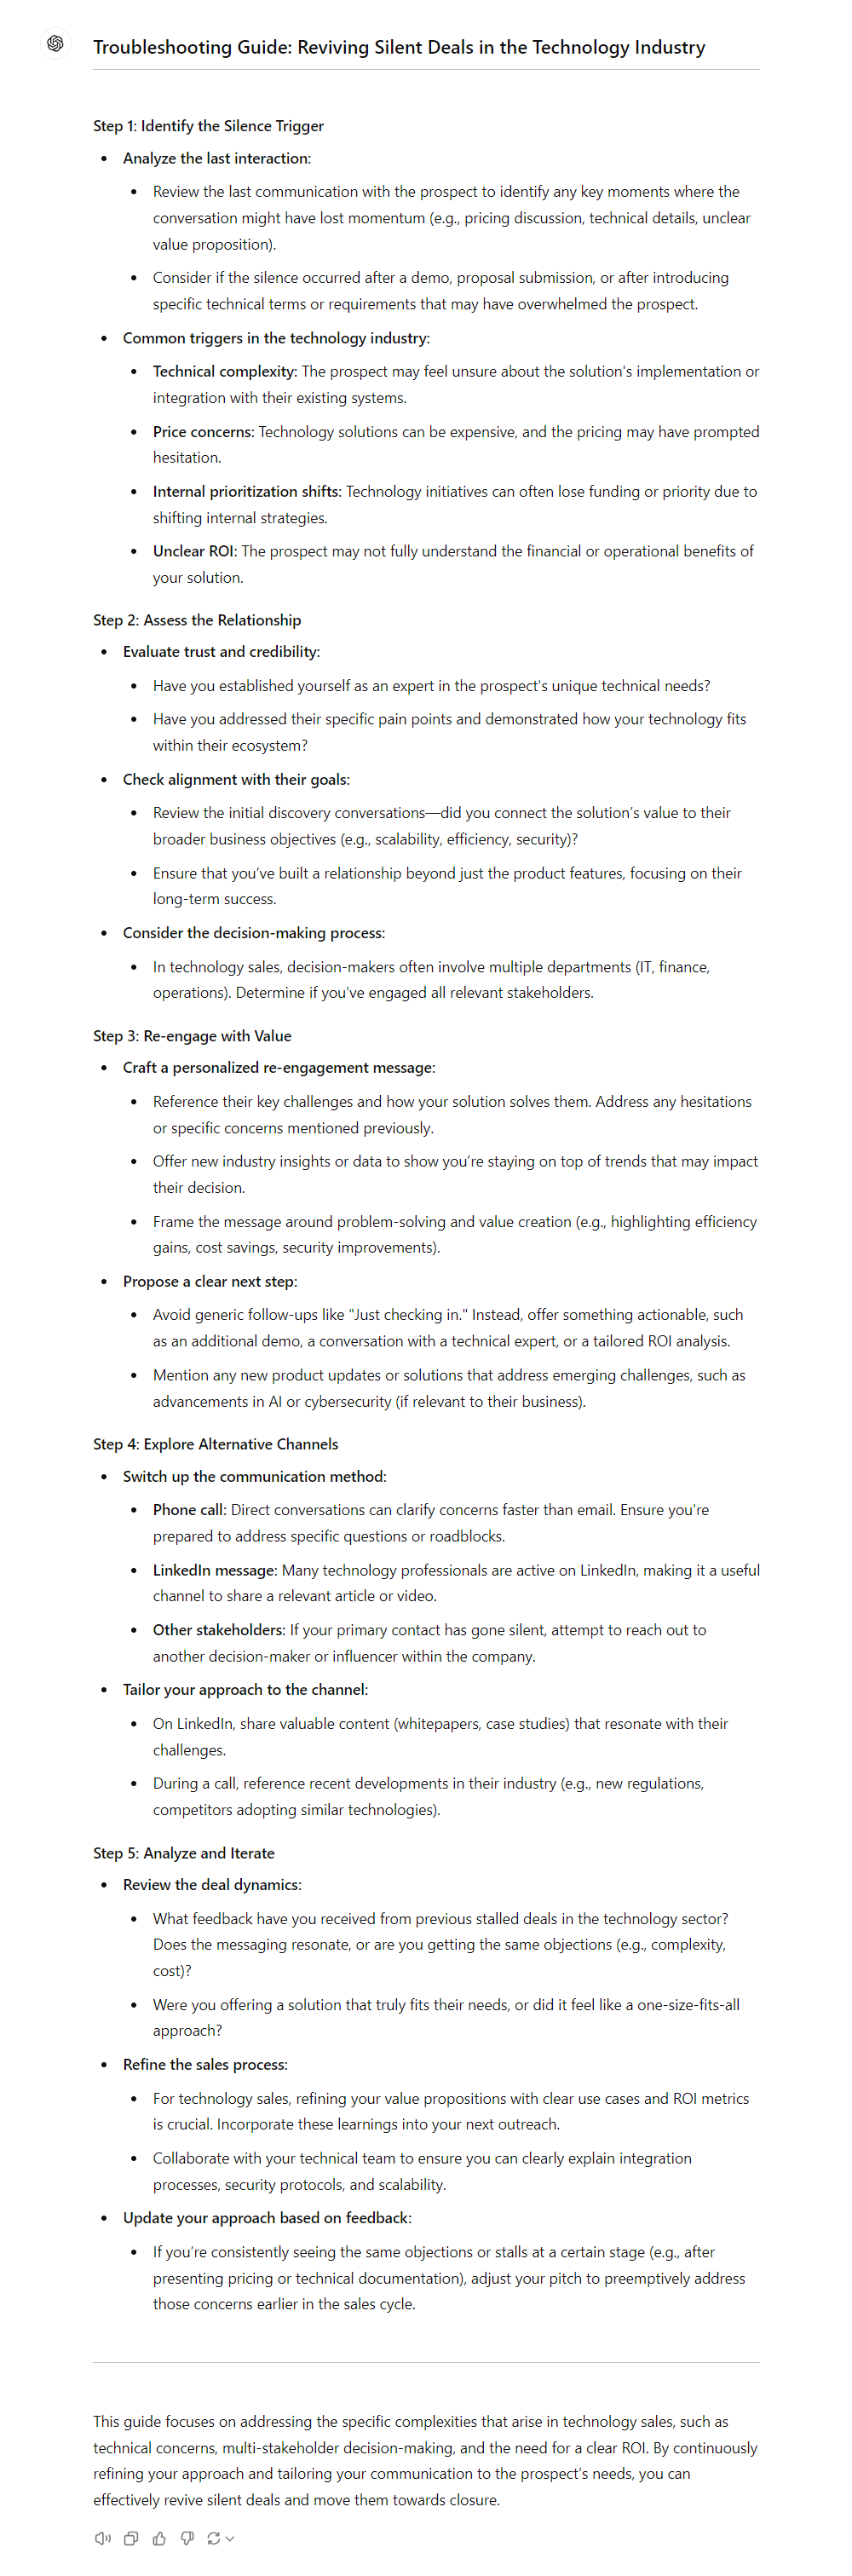 Troubleshooting Guide: Reviving Silent Deals in the Technology Industry
Step 1: Identify the Silence Trigger
• Analyze the last interaction:
• Review the last communication with the prospect to identify any key moments where the
conversation might have lost momentum (e.g., pricing discussion, technical details, unclear
value proposition).
• Consider if the silence occurred after a demo, proposal submission, or after introducing
specific technical terms or requirements that may have overwhelmed the prospect.
• Common triggers in the technology industry:
• Technical complexity: The prospect may feel unsure about the solution's implementation or
integration with their existing systems.
• Price concerns: Technology solutions can be expensive, and the pricing may have prompted
hesitation.
• Internal prioritization shifts: Technology initiatives can often lose funding or priority due to
shifting internal strategies.
• Unclear ROI: The prospect may not fully understand the financial or operational benefits of
your solution.
Step 2: Assess the Relationship
• Evaluate trust and credibility:
• Have you established yourself as an expert in the prospect's unique technical needs?
• Have you addressed their specific pain points and demonstrated how your technology fits
within their ecosystem?
• Check alignment with their goals:
• Review the initial discovery conversations—did you connect the solution's value to their
broader business objectives (e.g., scalability, efficiency, security)?
• Ensure that you've built a relationship beyond just the product features, focusing on their
long-term success.
• Consider the decision-making process:
• In technology sales, decision-makers often involve multiple departments (IT, finance,
operations). Determine if you've engaged all relevant stakeholders.
Step 3: Re-engage with Value
• Craft a personalized re-engagement message:
• Reference their key challenges and how your solution solves them. Address any hesitations
or specific concerns mentioned previously.
• Offer new industry insights or data to show you're staying on top of trends that may impact
their decision.
• Frame the message around problem-solving and value creation (e.g., highlighting efficiency
gains, cost savings, security improvements).
• Propose a clear next step:
• Avoid generic follow-ups like "Just checking in." Instead, offer something actionable, such
as an additional demo, a conversation with a technical expert, or a tailored ROI analysis.
• Mention any new product updates or solutions that address emerging challenges, such as
advancements in AI or cybersecurity (if relevant to their business).
Step 4: Explore Alternative Channels
• Switch up the communication method:
• Phone call: Direct conversations can clarify concerns faster than email. Ensure you're
prepared to address specific questions or roadblocks.
• LinkedIn message: Many technology professionals are active on LinkedIn, making it a useful
channel to share a relevant article or video.
• Other stakeholders: If your primary contact has gone silent, attempt to reach out to
another decision-maker or influencer within the company.
• Tailor your approach to the channel:
• On LinkedIn, share valuable content (whitepapers, case studies) that resonate with their
challenges.
• During a call, reference recent developments in their industry (e.g., new regulations,
competitors adopting similar technologies).
Step 5: Analyze and Iterate
• Review the deal dynamics:
• What feedback have you received from previous stalled deals in the technology sector?
Does the messaging resonate, or are you getting the same objections (e.g., complexity,
cost)?
• Were you offering a solution that truly fits their needs, or did it feel like a one-size-fits-all
approach?
• Refine the sales process:
• For technology sales, refining your value propositions with clear use cases and ROI metrics
is crucial. Incorporate these learnings into your next outreach.
• Collaborate with your technical team to ensure you can clearly explain integration
processes, security protocols, and scalability.
• Update your approach based on feedback:
• If you're consistently seeing the same objections or stalls at a certain stage (e.g., after
presenting pricing or technical documentation), adjust your pitch to preemptively address
those concerns earlier in the sales cycle.
This guide focuses on addressing the specific complexities that arise in technology sales, such as
technical concerns, multi-stakeholder decision-making, and the need for a clear ROI. By continuously
refining your approach and tailoring your communication to the prospect's needs, you can
effectively revive silent deals and move them towards closure.